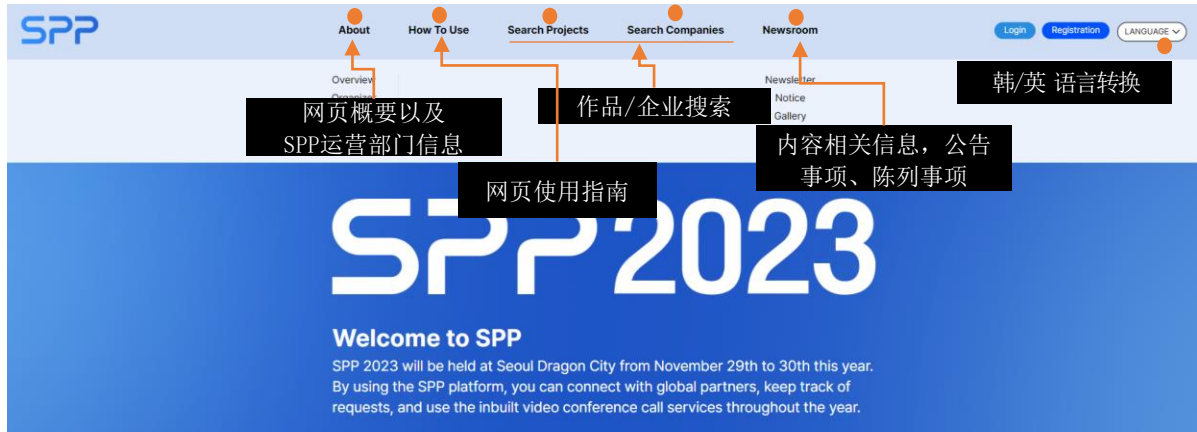 SPP
About How To Use Search Projects Search Companies Newsroom
Login Registration LANGUAGE
Overview
Newsletter
Notice
Gallery
网页概要以及
SPP运营部门信息
作品/企业搜索
韩/英 语言转换
内容相关信息，公告
事项、陈列事项
网页使用指南
SPP2023
Welcome to SPP
SPP 2023 will be held at Seoul Dragon City from November 29th to 30th this year.
By using the SPP platform, you can connect with global partners, keep track of
requests, and use the inbuilt video conference call services throughout the year.